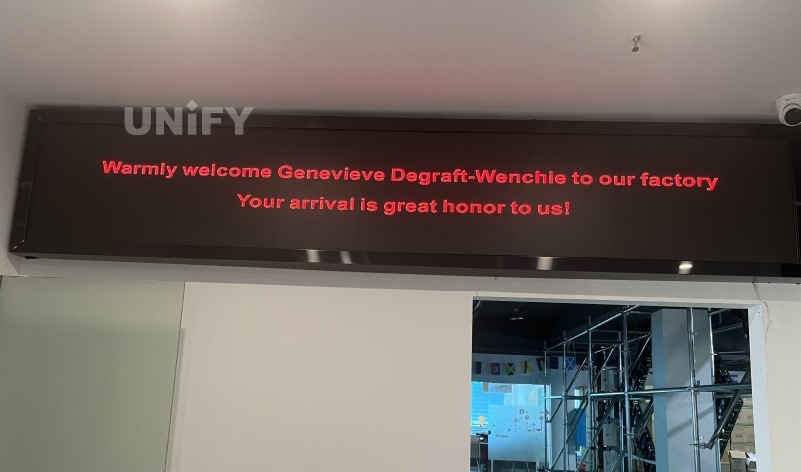 UNiFY
Warmly welcome Genevieve Degraft-Wenchie to our factory
Your arrival is great honor to us!